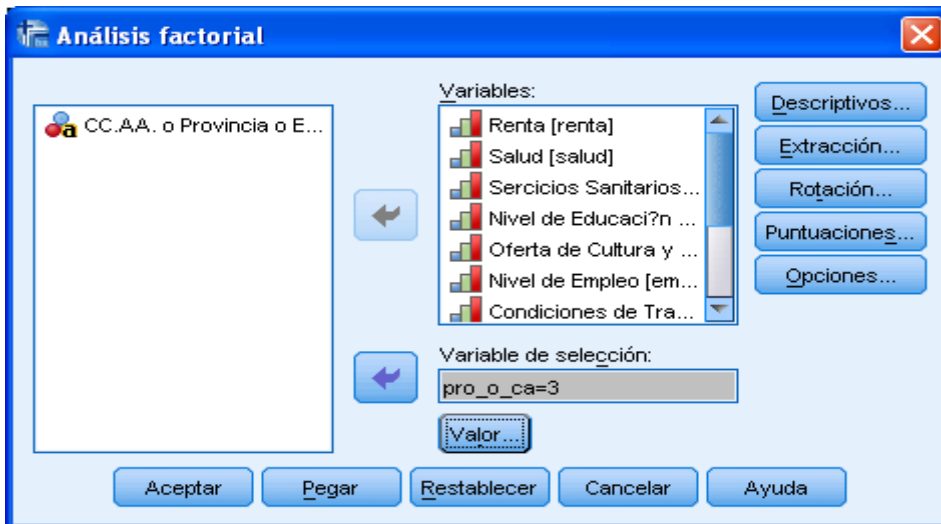 Análisis factorial
CC.AA. o Provincia o E...
Variables:
Renta [renta]
Salud [salud]
Sercicios Sanitarios...
Nivel de Educaci?n ...
Oferta de Cultura y ...
Nivel de Empleo [em...
Condiciones de Tra...
Variable de selección:
pro_o_ca=3
Valor...
Descriptivos...
Extracción...
Rotación...
Puntuaciones...
Opciones...
Aceptar
Pegar
Restablecer
Cancelar
Ayuda